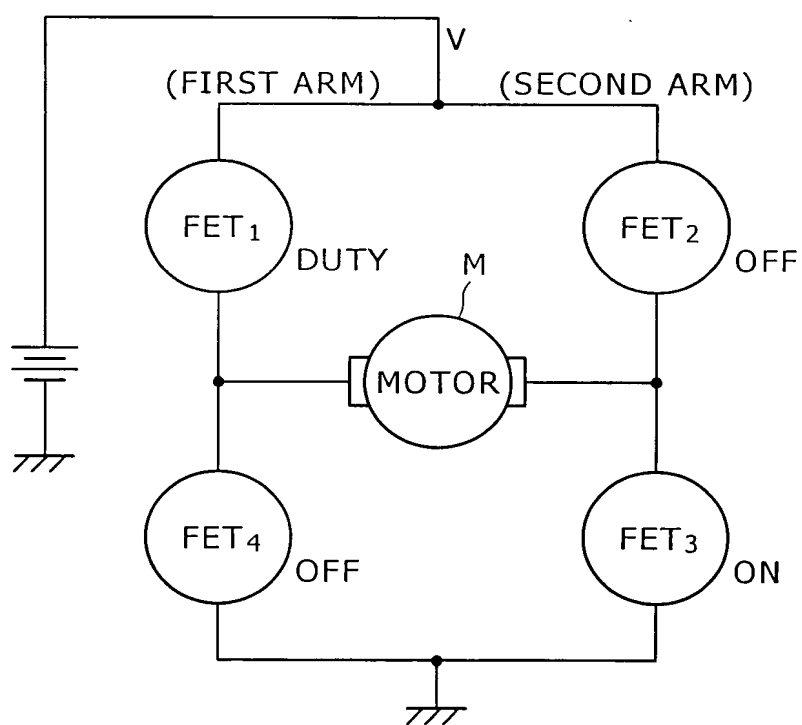 V
(FIRST ARM) (SECOND ARM)
FET₁ FET₂
DUTY OFF
M
MOTOR
FET₄ FET₃
OFF ON